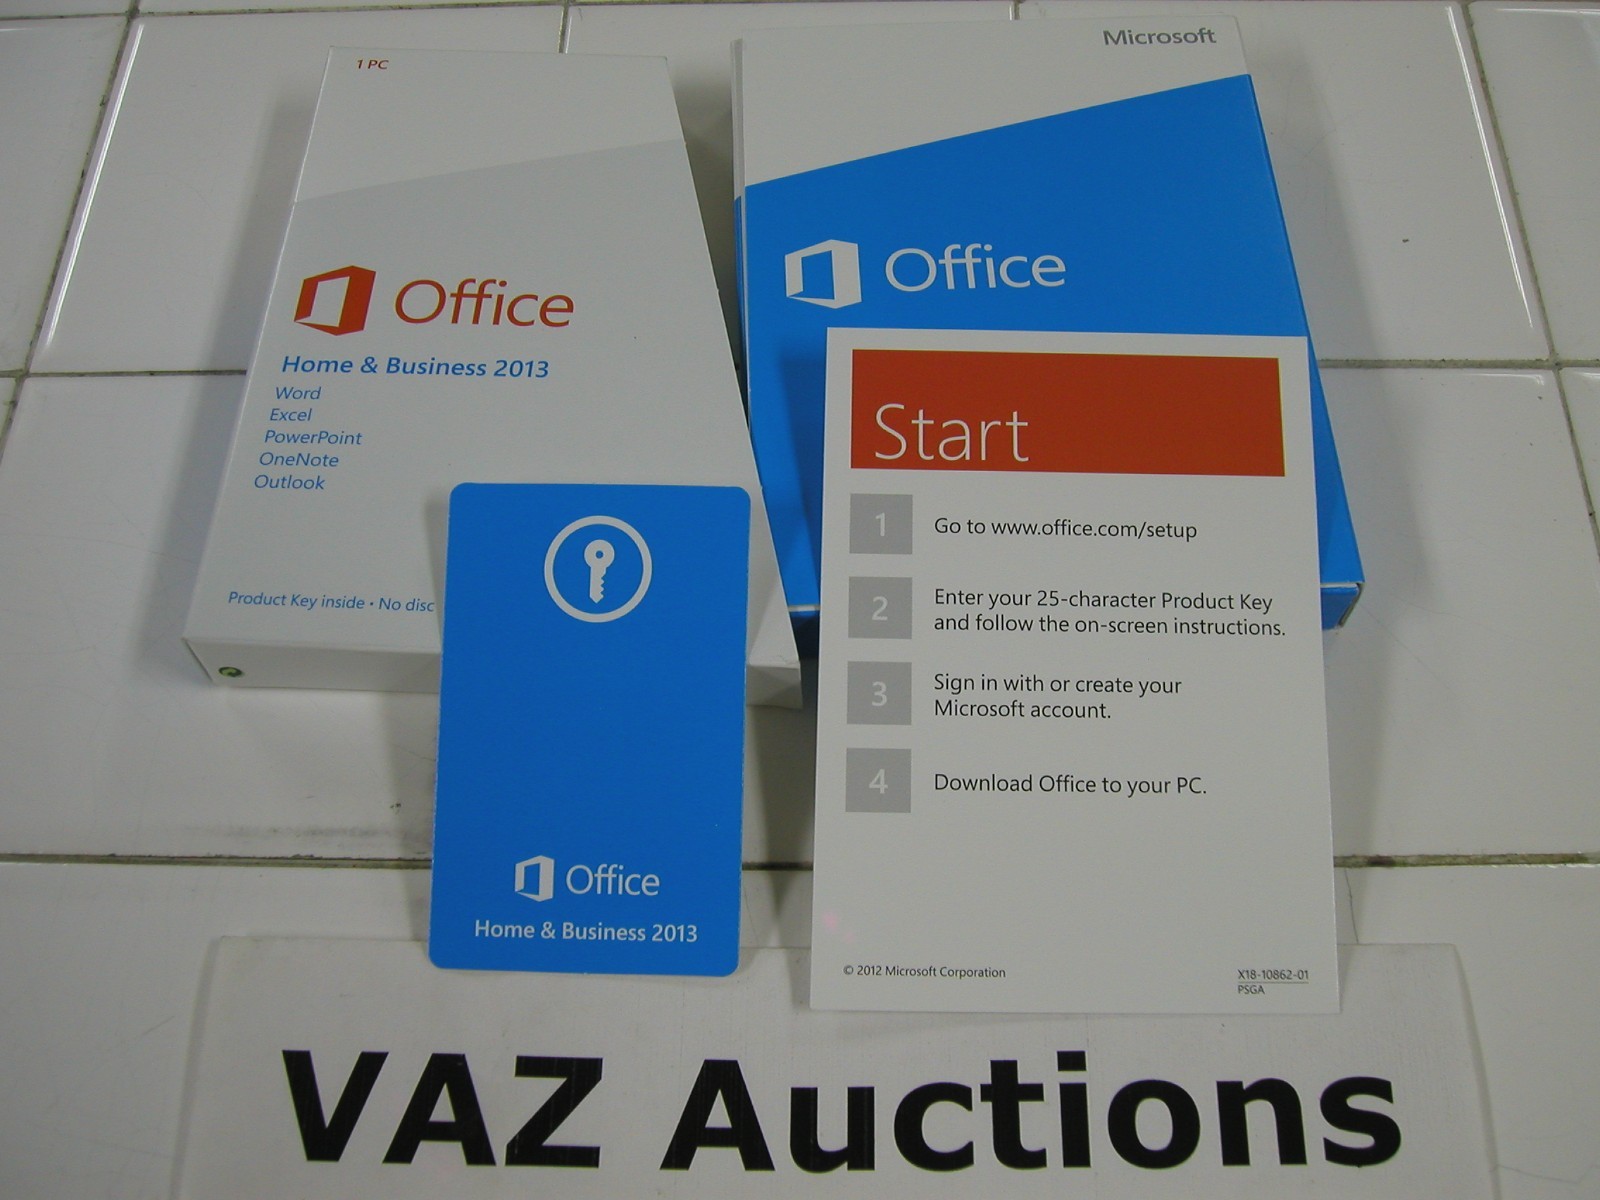 1 PC
Office
Home & Business 2013
Word
Excel
PowerPoint
OneNote
Outlook
Product Key inside • No disc
Microsoft
Office
Start
1 Go to www.office.com/setup
2 Enter your 25-character Product Key
and follow the on-screen instructions.
3 Sign in with or create your
Microsoft account.
4 Download Office to your PC.
© 2012 Microsoft Corporation
X18-10862-01
PSGA
Office
Home & Business 2013
VAZ Auctions